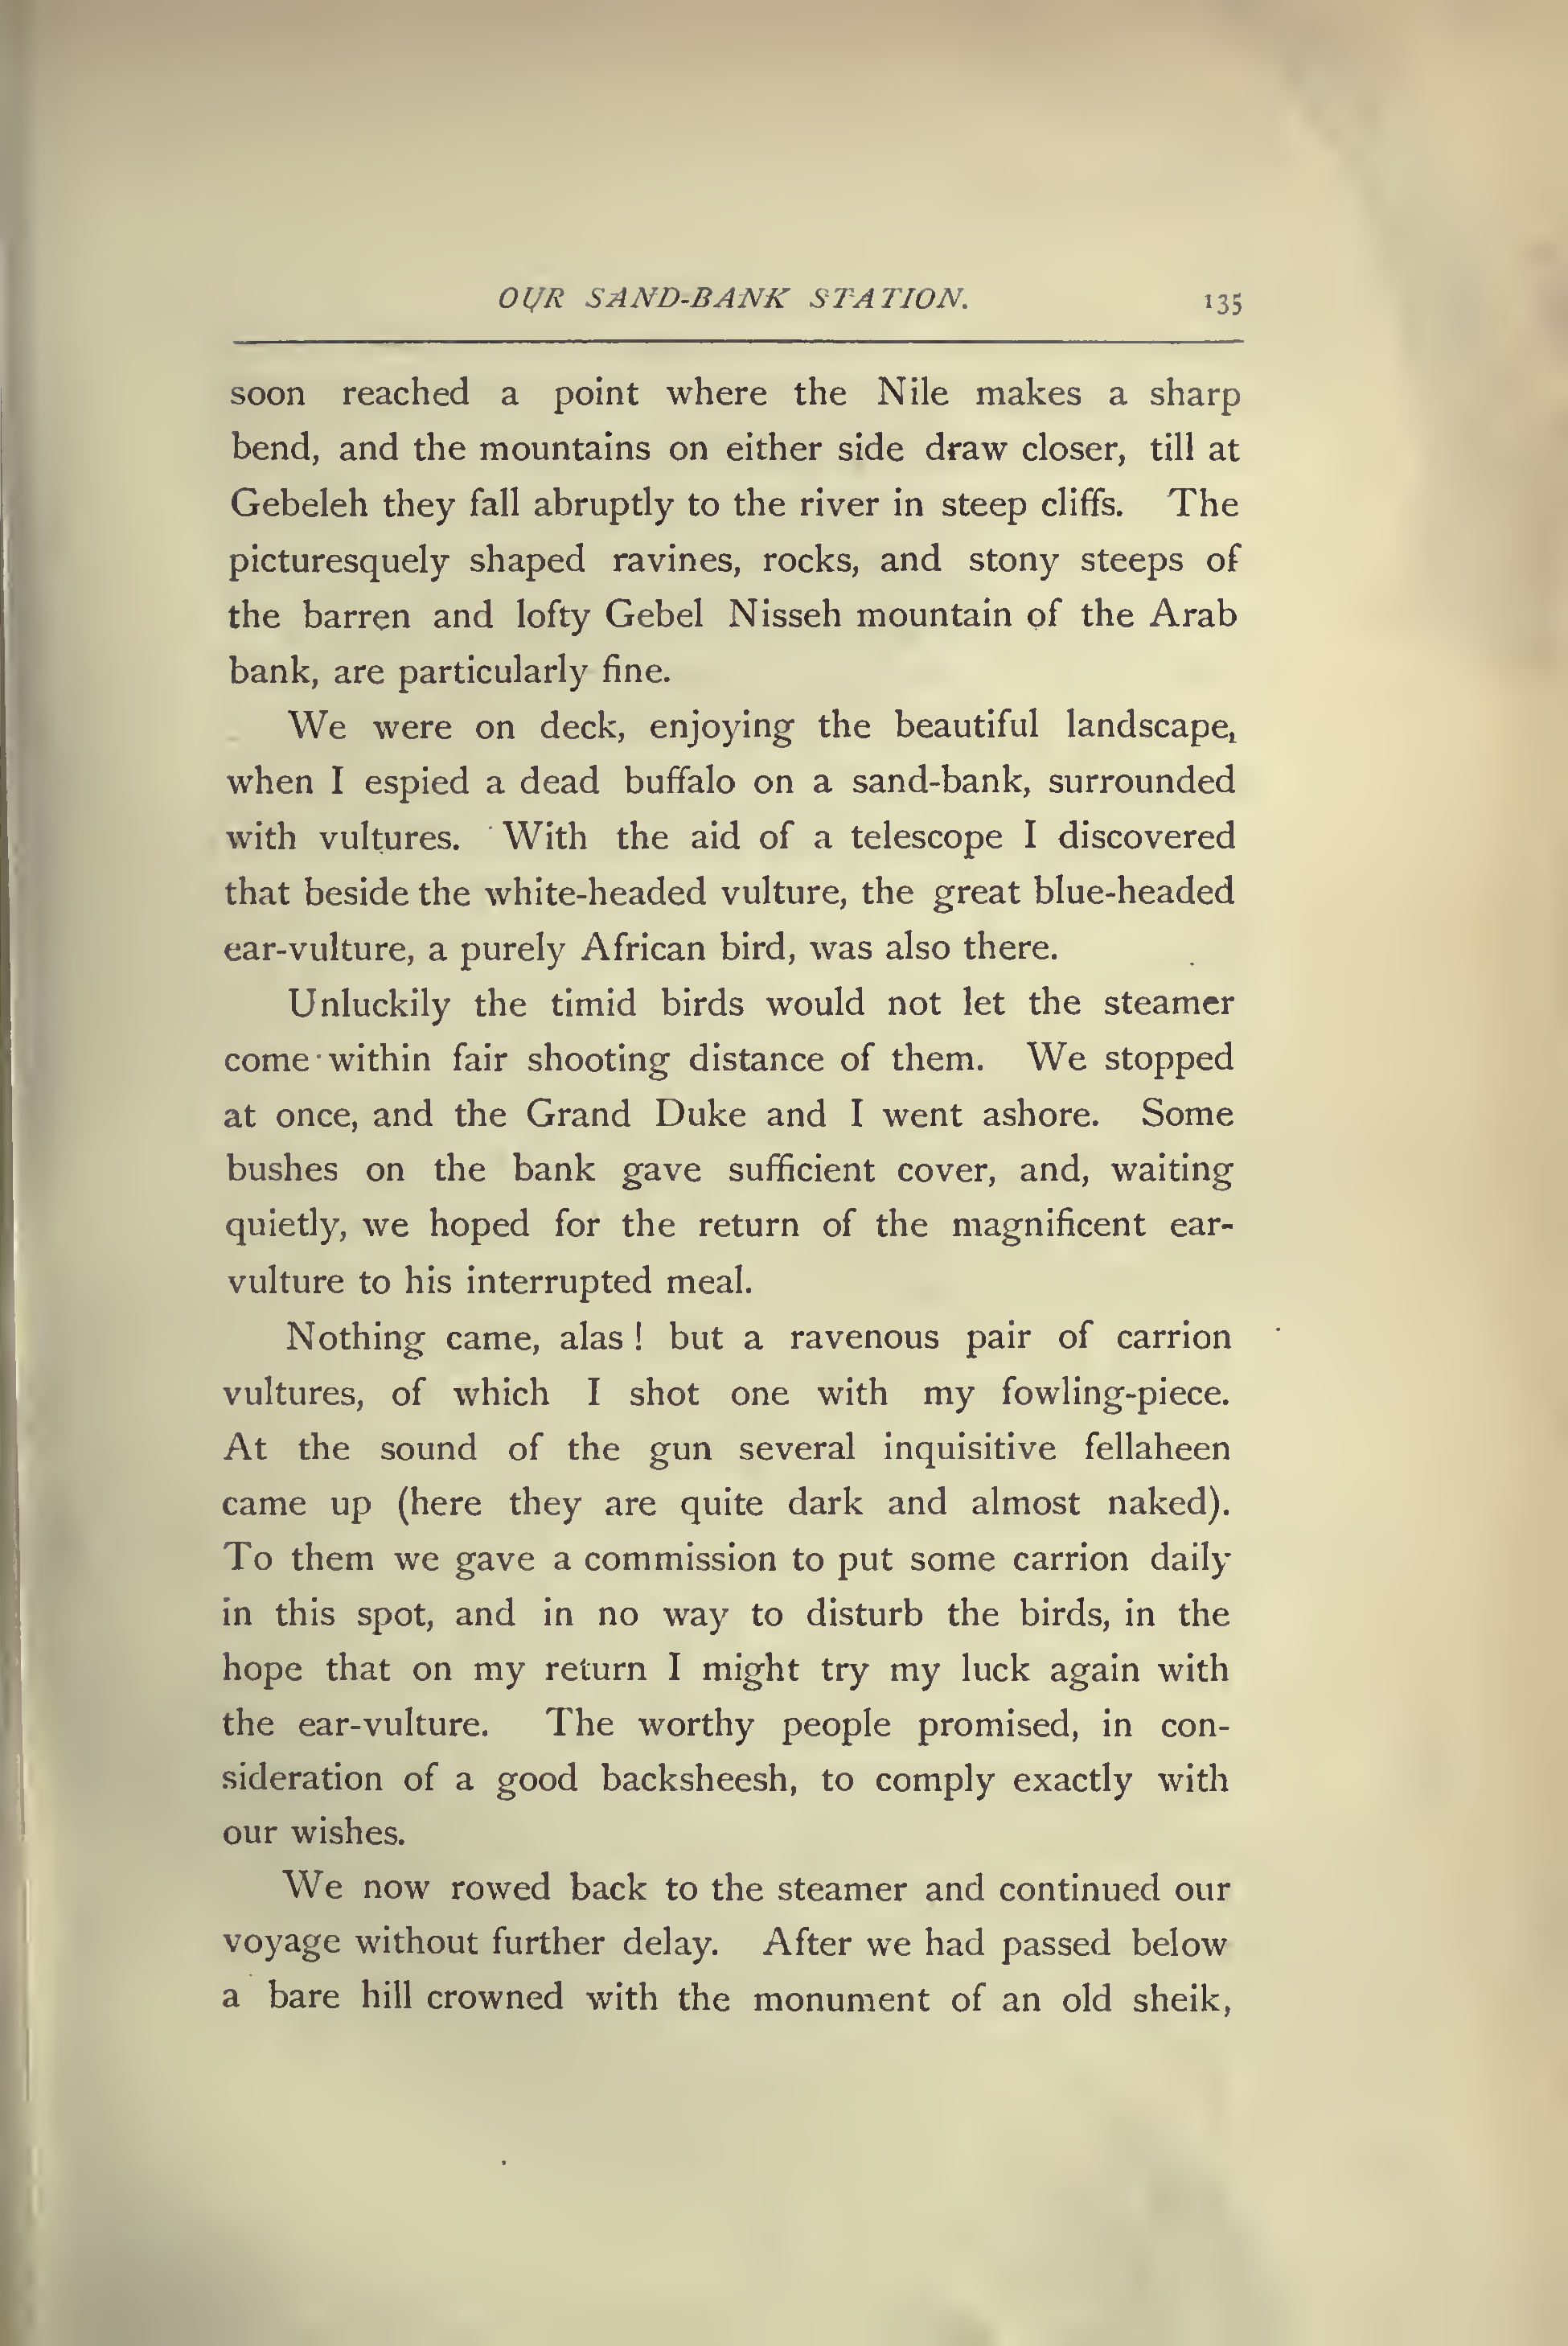 OUR SAND-BANK STATION. 135
soon reached a point where the Nile makes a sharp
bend, and the mountains on either side draw closer, till at
Gebeleh they fall abruptly to the river in steep cliffs. The
picturesquely shaped ravines, rocks, and stony steeps of
the barren and lofty Gebel Nisseh mountain of the Arab
bank, are particularly fine.
We were on deck, enjoying the beautiful landscape,
when I espied a dead buffalo on a sand-bank, surrounded
with vultures. With the aid of a telescope I discovered
that beside the white-headed vulture, the great blue-headed
ear-vulture, a purely African bird, was also there.
Unluckily the timid birds would not let the steamer
come within fair shooting distance of them. We stopped
at once, and the Grand Duke and I went ashore. Some
bushes on the bank gave sufficient cover, and, waiting
quietly, we hoped for the return of the magnificent ear-
vulture to his interrupted meal.
Nothing came, alas! but a ravenous pair of carrion
vultures, of which I shot one with my fowling-piece.
At the sound of the gun several inquisitive fellaheen
came up (here they are quite dark and almost naked).
To them we gave a commission to put some carrion daily
in this spot, and in no way to disturb the birds, in the
hope that on my return I might try my luck again with
the ear-vulture. The worthy people promised, in con-
sideration of a good backsheesh, to comply exactly with
our wishes.
We now rowed back to the steamer and continued our
voyage without further delay. After we had passed below
a bare hill crowned with the monument of an old sheik,